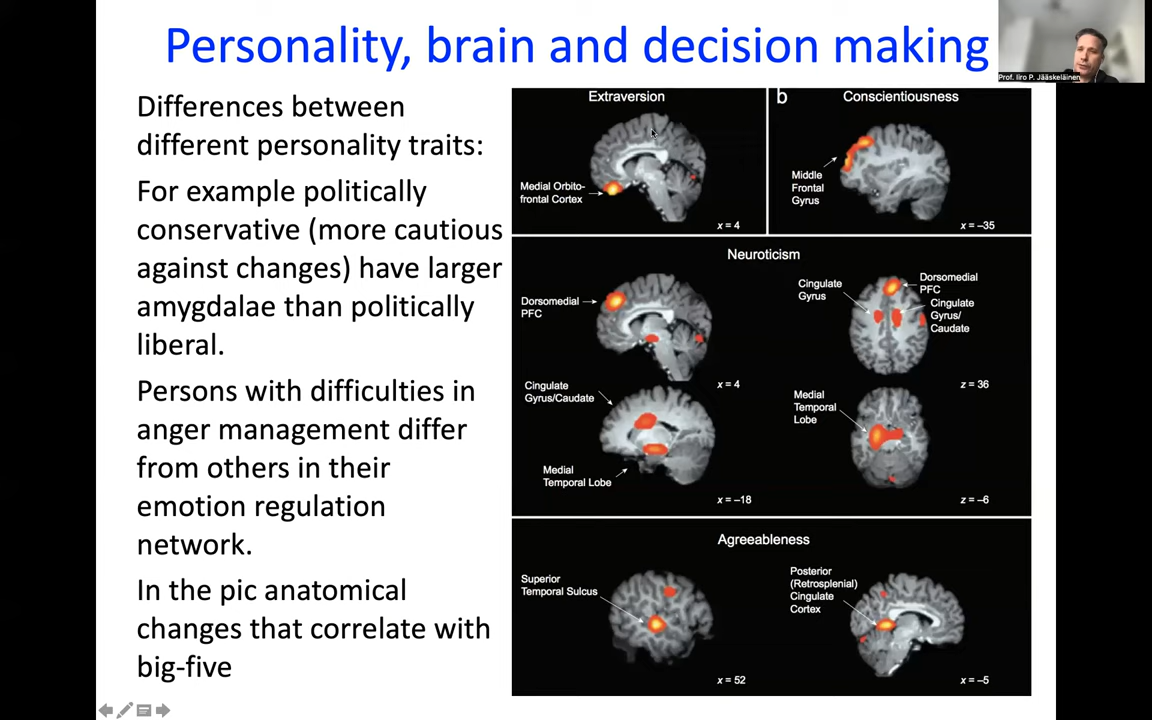 Personality, brain and decision making
Prof. Iiro P. Jääskeläinen
Differences between
different personality traits:
For example politically
conservative (more cautious
against changes) have larger
amygdalae than politically
liberal.
Persons with difficulties in
anger management differ
from others in their
emotion regulation
network.
In the pic anatomical
changes that correlate with
big-five
Extraversion
Medial Orbito-
frontal Cortex
x = 4
b
Conscientiousness
Middle
Frontal
Gyrus
x = –35
Neuroticism
Dorsomedial
PFC
x = 4
Cingulate
Gyrus
Dorsomedial
PFC
Cingulate
Gyrus/
Caudate
z = 36
Cingulate
Gyrus/Caudate
Medial
Temporal Lobe
x = –18
Medial
Temporal
Lobe
z = –6
Agreeableness
Superior
Temporal Sulcus
x = 52
Posterior
(Retrosplenial)
Cingulate
Cortex
x = –5